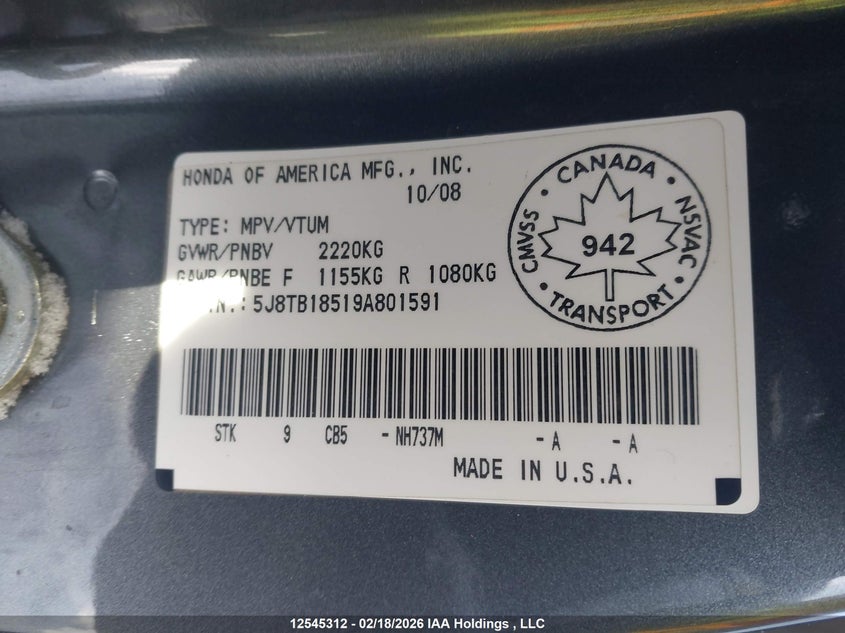 HONDA OF AMERICA MFG., INC.
10/08
TYPE: MPV/VTUM
GVWR/PNBV 2220KG
GAWR/PNBE F 1155KG R 1080KG
.N.: 5J8TB18519A801591
CANADA
CMVSS
NSVAC
942
TRANSPORT
STK 9 CB5 -NH737M -A -A
MADE IN U.S.A.
12545312 - 02/18/2026 IAA Holdings , LLC